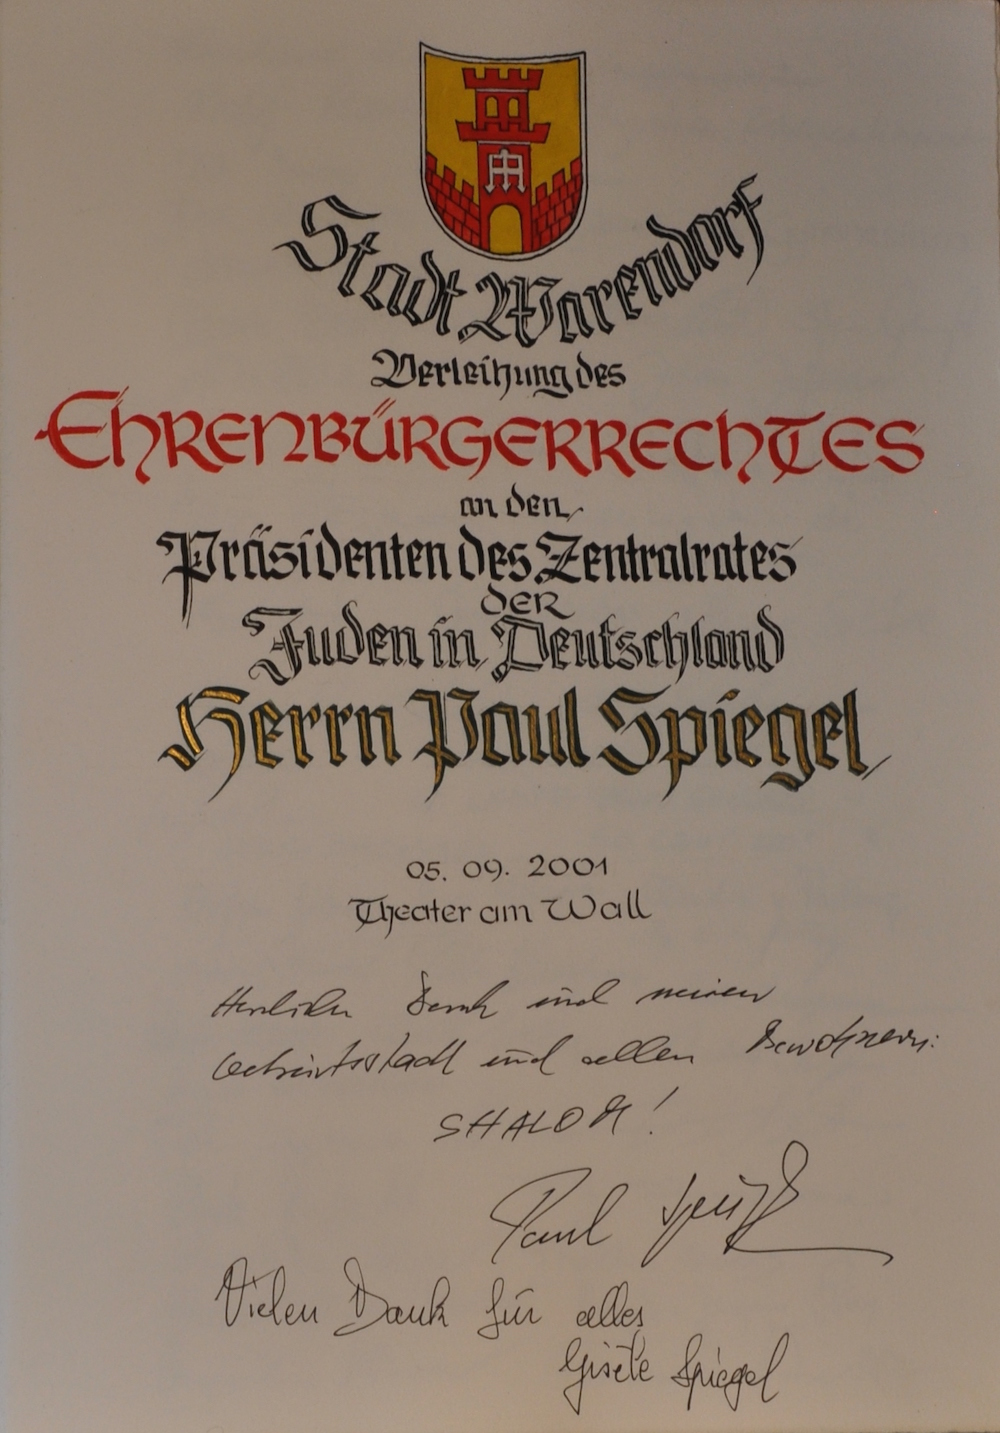 Stadt Warendorf
Verleihung des
EHRENBÜRGERRECHTES
an den
Präsidenten des Zentralrates
der
Juden in Deutschland
Herrn Paul Spiegel
05. 09. 2001
Theater am Wall
Herzlichen Dank und meiner
Geburtsstadt und allen Bewohnern:
SHALOM!
Paul Spiegel
Vielen Dank für alles
Gisèle Spiegel